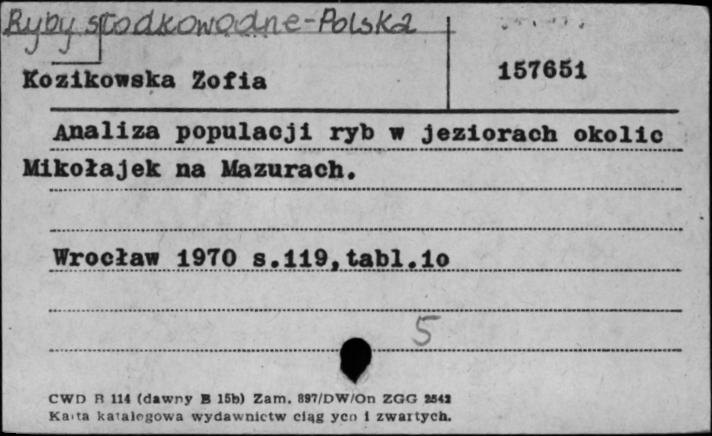 Ryby słodkowodne-Polska
Kozikowska Zofia
157651
Analiza populacji ryb w jeziorach okolic
Mikołajek na Mazurach.
Wrocław 1970 s.119,tabl.10
5
CWD B 114 (dawny B 15b) Zam. 897/DW/On ZGG 2542
Karta katalogowa wydawnictw ciąg ych i zwartych.